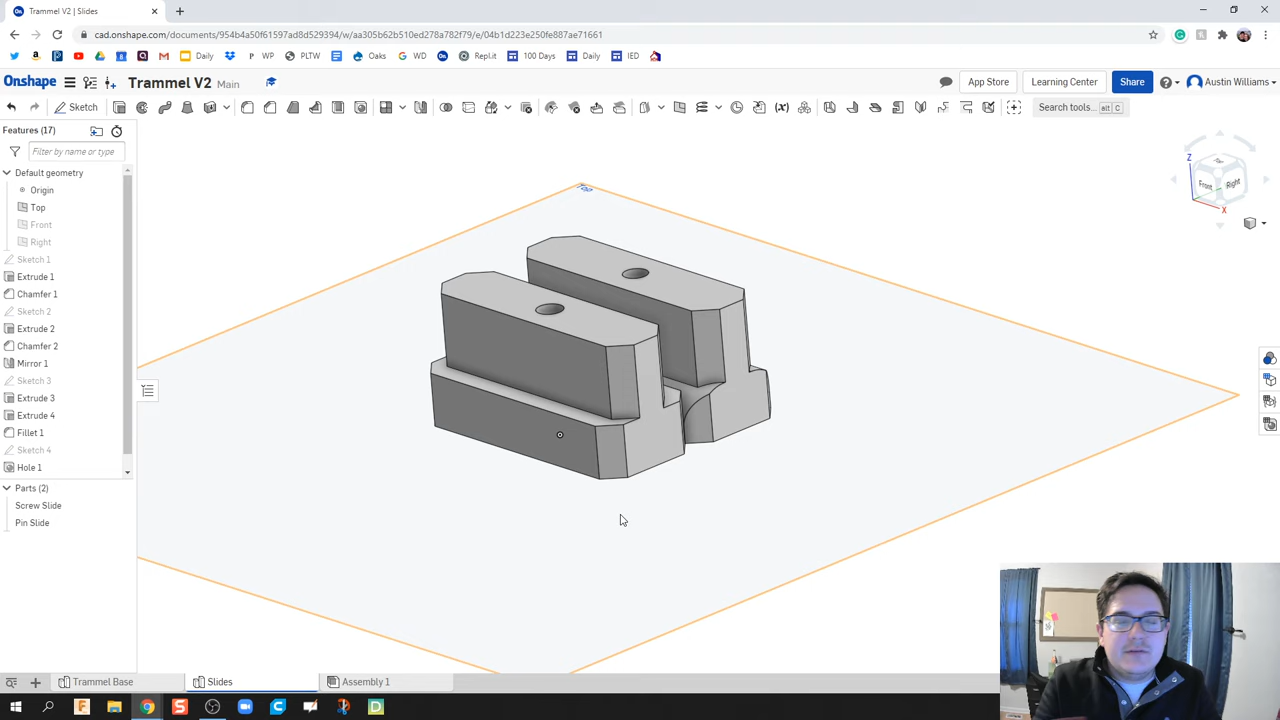 Trammel V2 | Slides
cad.onshape.com/documents/954b4a50f61597ad8d529394/w/aa305b62b510ed278a782f79/e/04b1d223e250fe887ae71661
Daily
WP
PLTW
Oaks
WD
Repl.it
100 Days
Daily
IED
Onshape
Trammel V2 Main
App Store
Learning Center
Share
Austin Williams
Sketch
Search tools... alt C
Features (17)
Filter by name or type
Default geometry
Origin
Top
Front
Right
Sketch 1
Extrude 1
Chamfer 1
Sketch 2
Extrude 2
Chamfer 2
Mirror 1
Sketch 3
Extrude 3
Extrude 4
Fillet 1
Sketch 4
Hole 1
Parts (2)
Screw Slide
Pin Slide
Z
Top
Front
Right
X
Trammel Base
Slides
Assembly 1